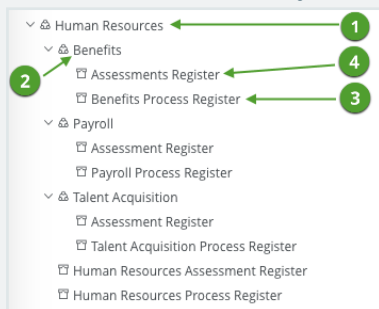 Human Resources 1
Benefits
2
Assessments Register 4
Benefits Process Register 3
Payroll
Assessment Register
Payroll Process Register
Talent Acquisition
Assessment Register
Talent Acquisition Process Register
Human Resources Assessment Register
Human Resources Process Register